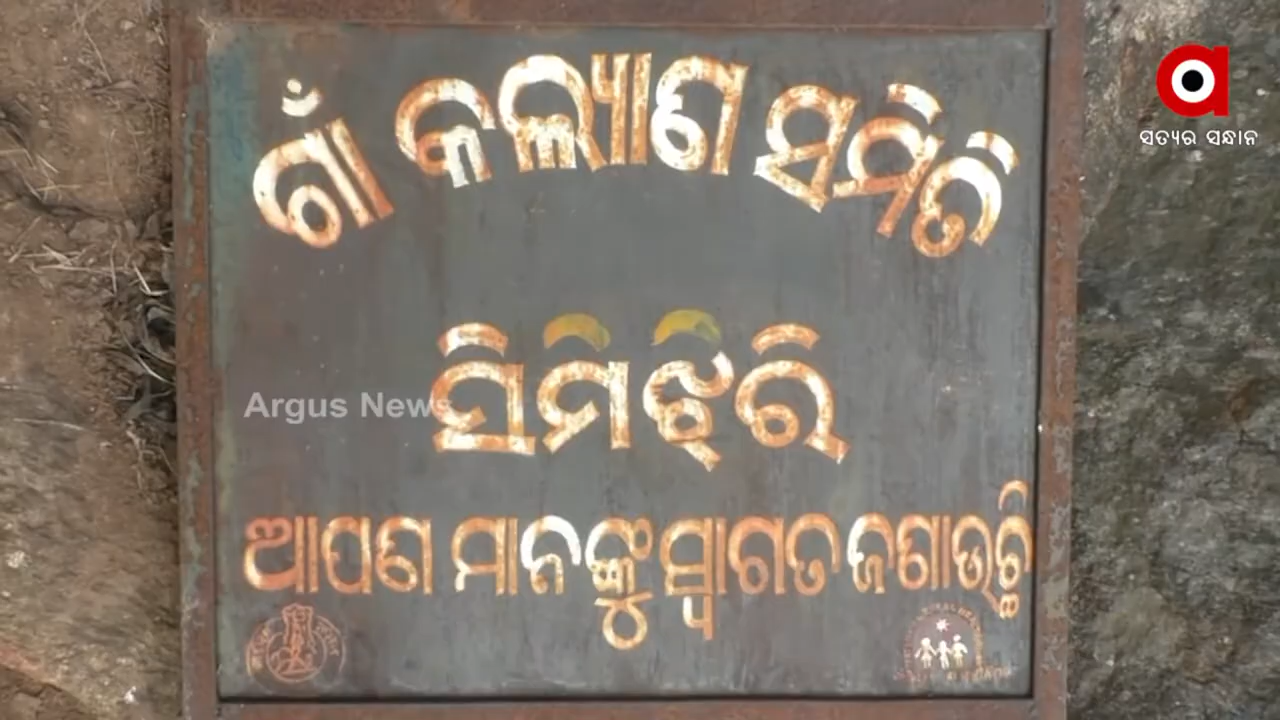 ଗାଁ କଲ୍ୟାଣ ସମିତି
ସତ୍ୟର ସନ୍ଧାନ
ସିମିଝିରି
Argus News
ଆପଣ ମାନଙ୍କୁ ସ୍ୱାଗତ ଜଣାଉଛି